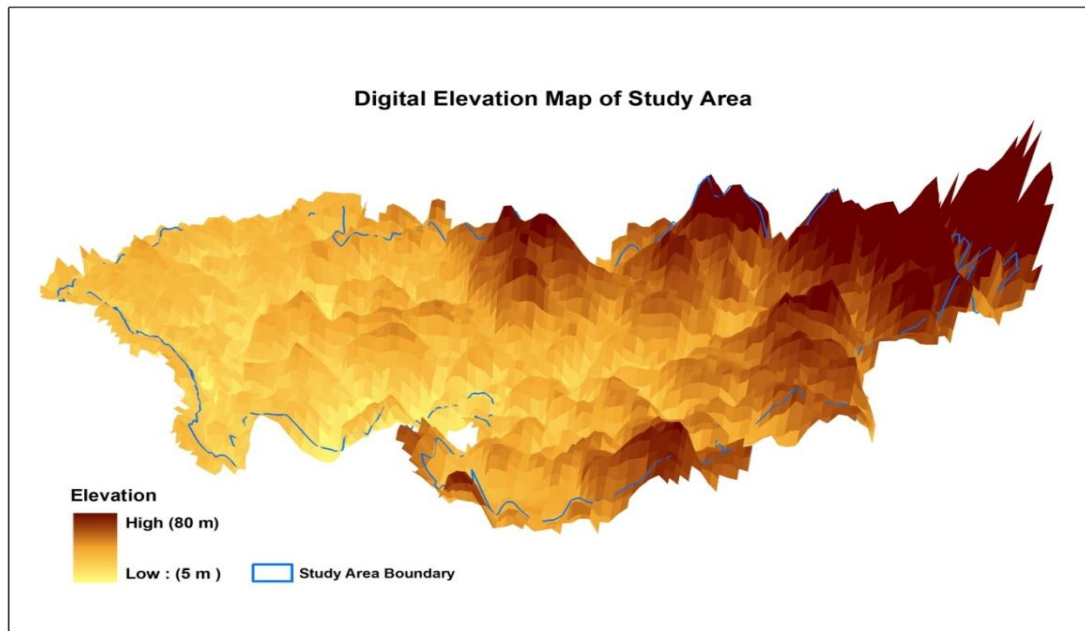 Digital Elevation Map of Study Area
Elevation
High (80 m)
Low : (5 m )
Study Area Boundary